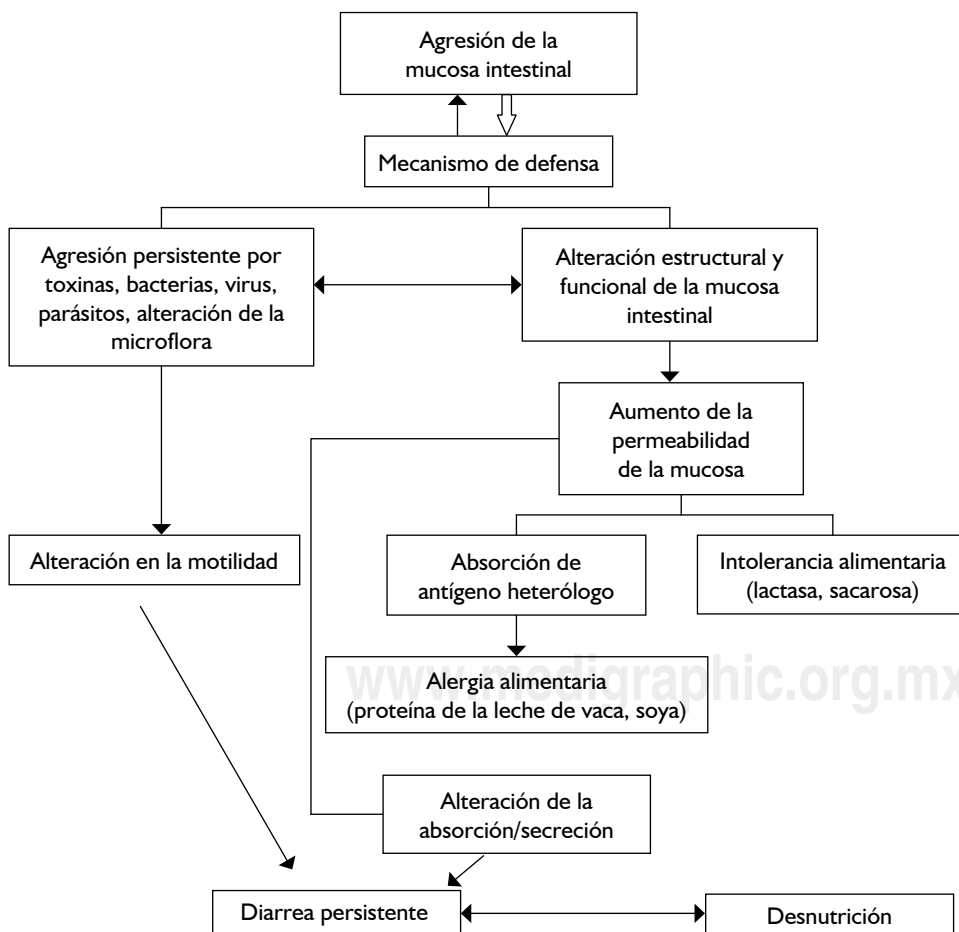 Agresión de la
mucosa intestinal
Mecanismo de defensa
Agresión persistente por
toxinas, bacterias, virus,
parásitos, alteración de la
microflora
Alteración estructural y
funcional de la mucosa
intestinal
Aumento de la
permeabilidad
de la mucosa
Alteración en la motilidad
Absorción de
antígeno heterólogo
Intolerancia alimentaria
(lactasa, sacarosa)
www.medigraphic.org.mx
Alergia alimentaria
(proteína de la leche de vaca, soya)
Alteración de la
absorción/secreción
Diarrea persistente
Desnutrición